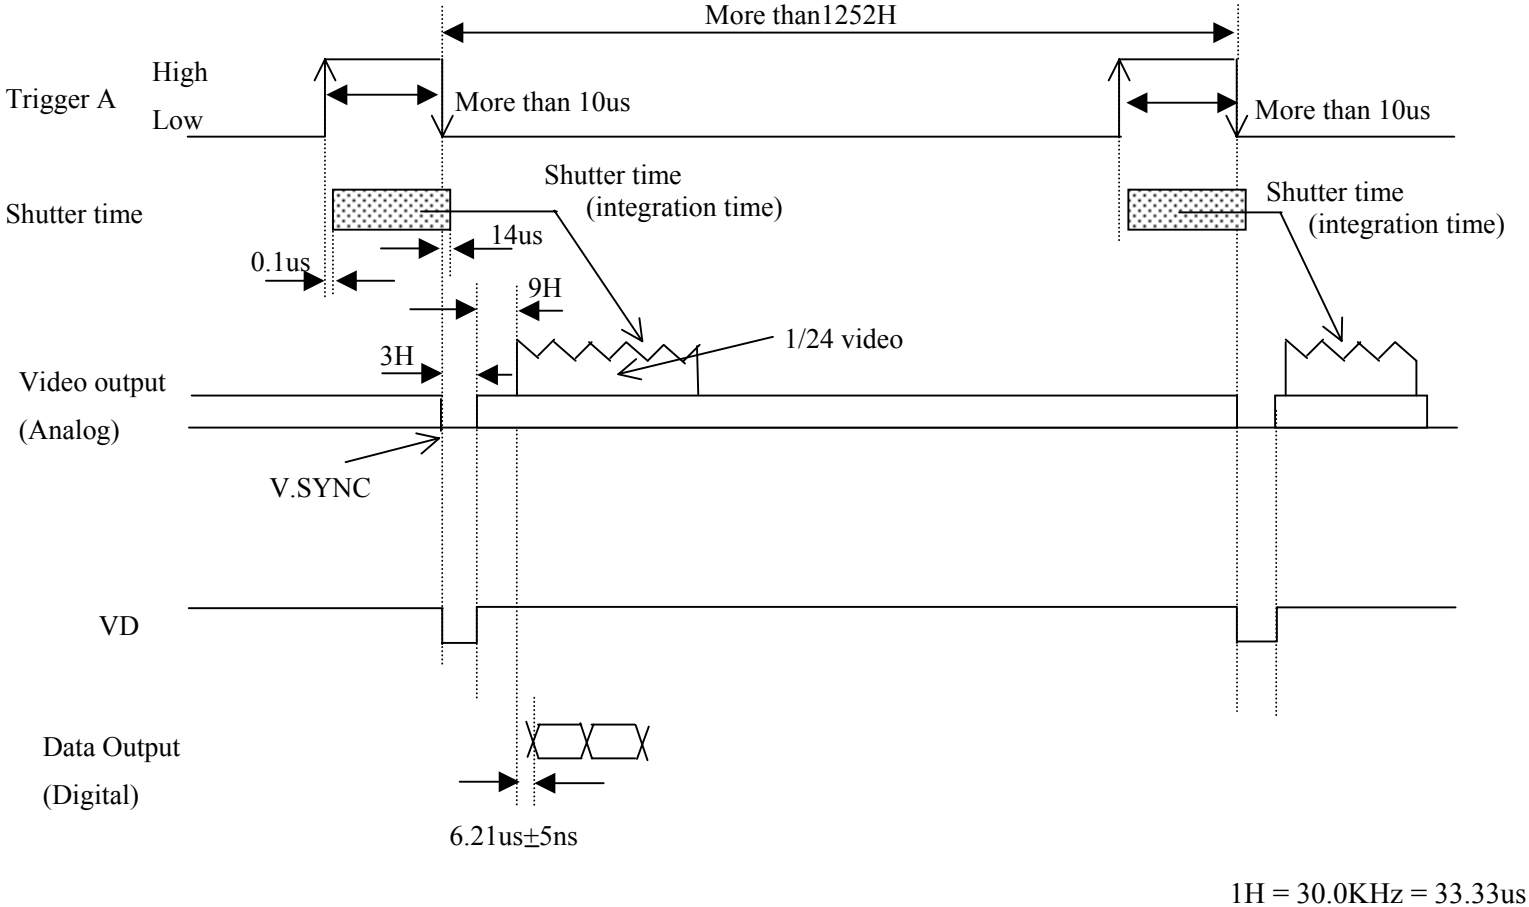 More than1252H
High
Trigger A
Low
More than 10us
More than 10us
Shutter time
(integration time)
Shutter time
(integration time)
Shutter time
14us
0.1us
9H
3H
1/24 video
Video output
(Analog)
V.SYNC
VD
Data Output
(Digital)
6.21us±5ns
1H = 30.0KHz = 33.33us